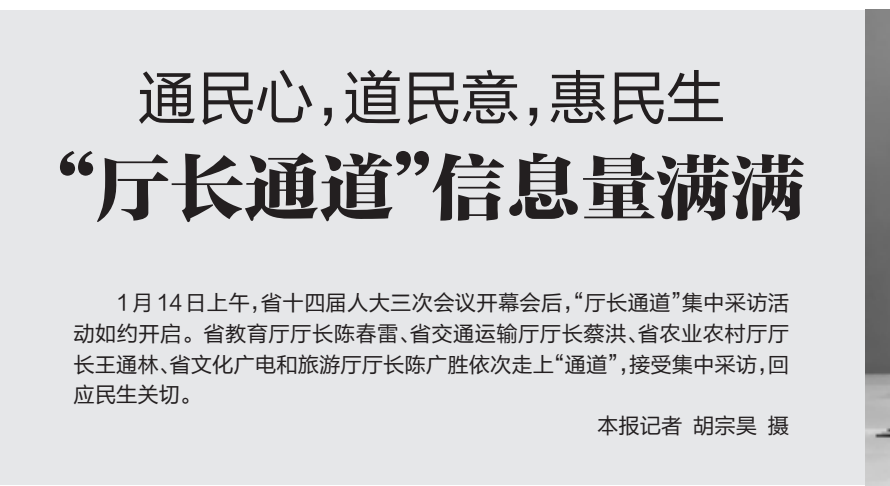 通民心,道民意,惠民生
“厅长通道”信息量满满
1月14日上午,省十四届人大三次会议开幕会后,“厅长通道”集中采访活
动如约开启。省教育厅厅长陈春雷、省交通运输厅厅长蔡洪、省农业农村厅厅
长王通林、省文化广电和旅游厅厅长陈广胜依次走上“通道”,接受集中采访,回
应民生关切。
本报记者 胡宗昊 摄